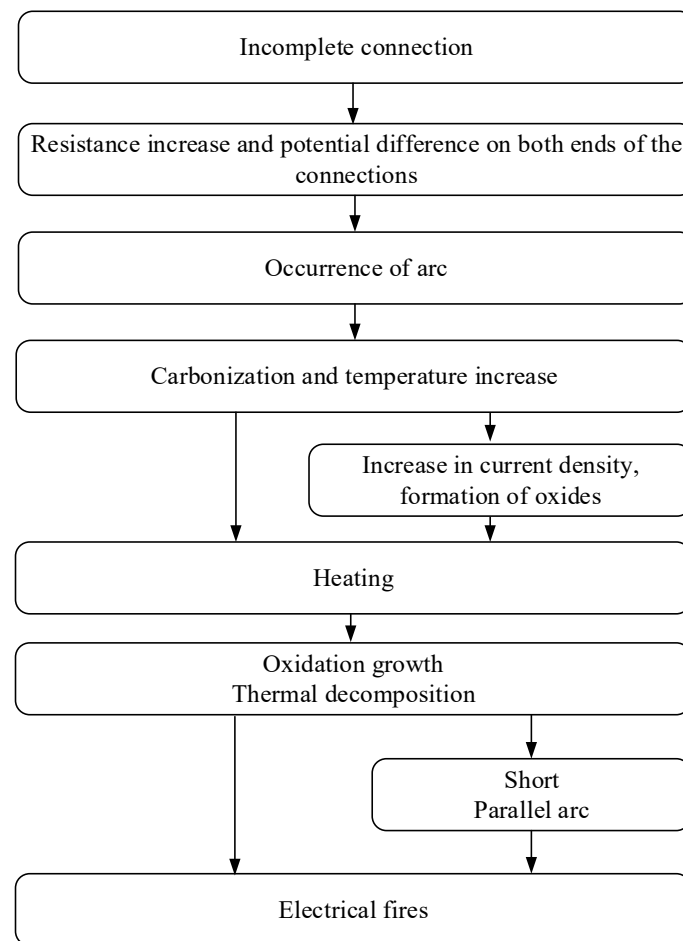 Incomplete connection
Resistance increase and potential difference on both ends of the
connections
Occurrence of arc
Carbonization and temperature increase
Increase in current density,
formation of oxides
Heating
Oxidation growth
Thermal decomposition
Short
Parallel arc
Electrical fires